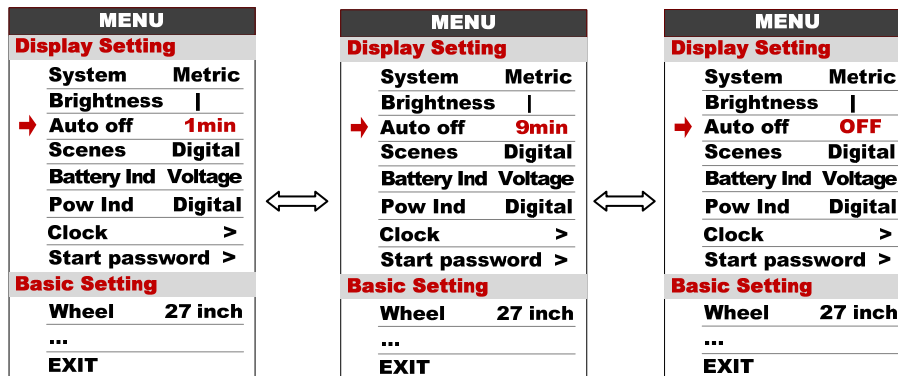 MENU
Display Setting
System Metric
Brightness |
Auto off 1min
Scenes Digital
Battery Ind Voltage
Pow Ind Digital
Clock >
Start password >
Basic Setting
Wheel 27 inch
...
EXIT
MENU
Display Setting
System Metric
Brightness |
Auto off 9min
Scenes Digital
Battery Ind Voltage
Pow Ind Digital
Clock >
Start password >
Basic Setting
Wheel 27 inch
...
EXIT
MENU
Display Setting
System Metric
Brightness |
Auto off OFF
Scenes Digital
Battery Ind Voltage
Pow Ind Digital
Clock >
Start password >
Basic Setting
Wheel 27 inch
...
EXIT